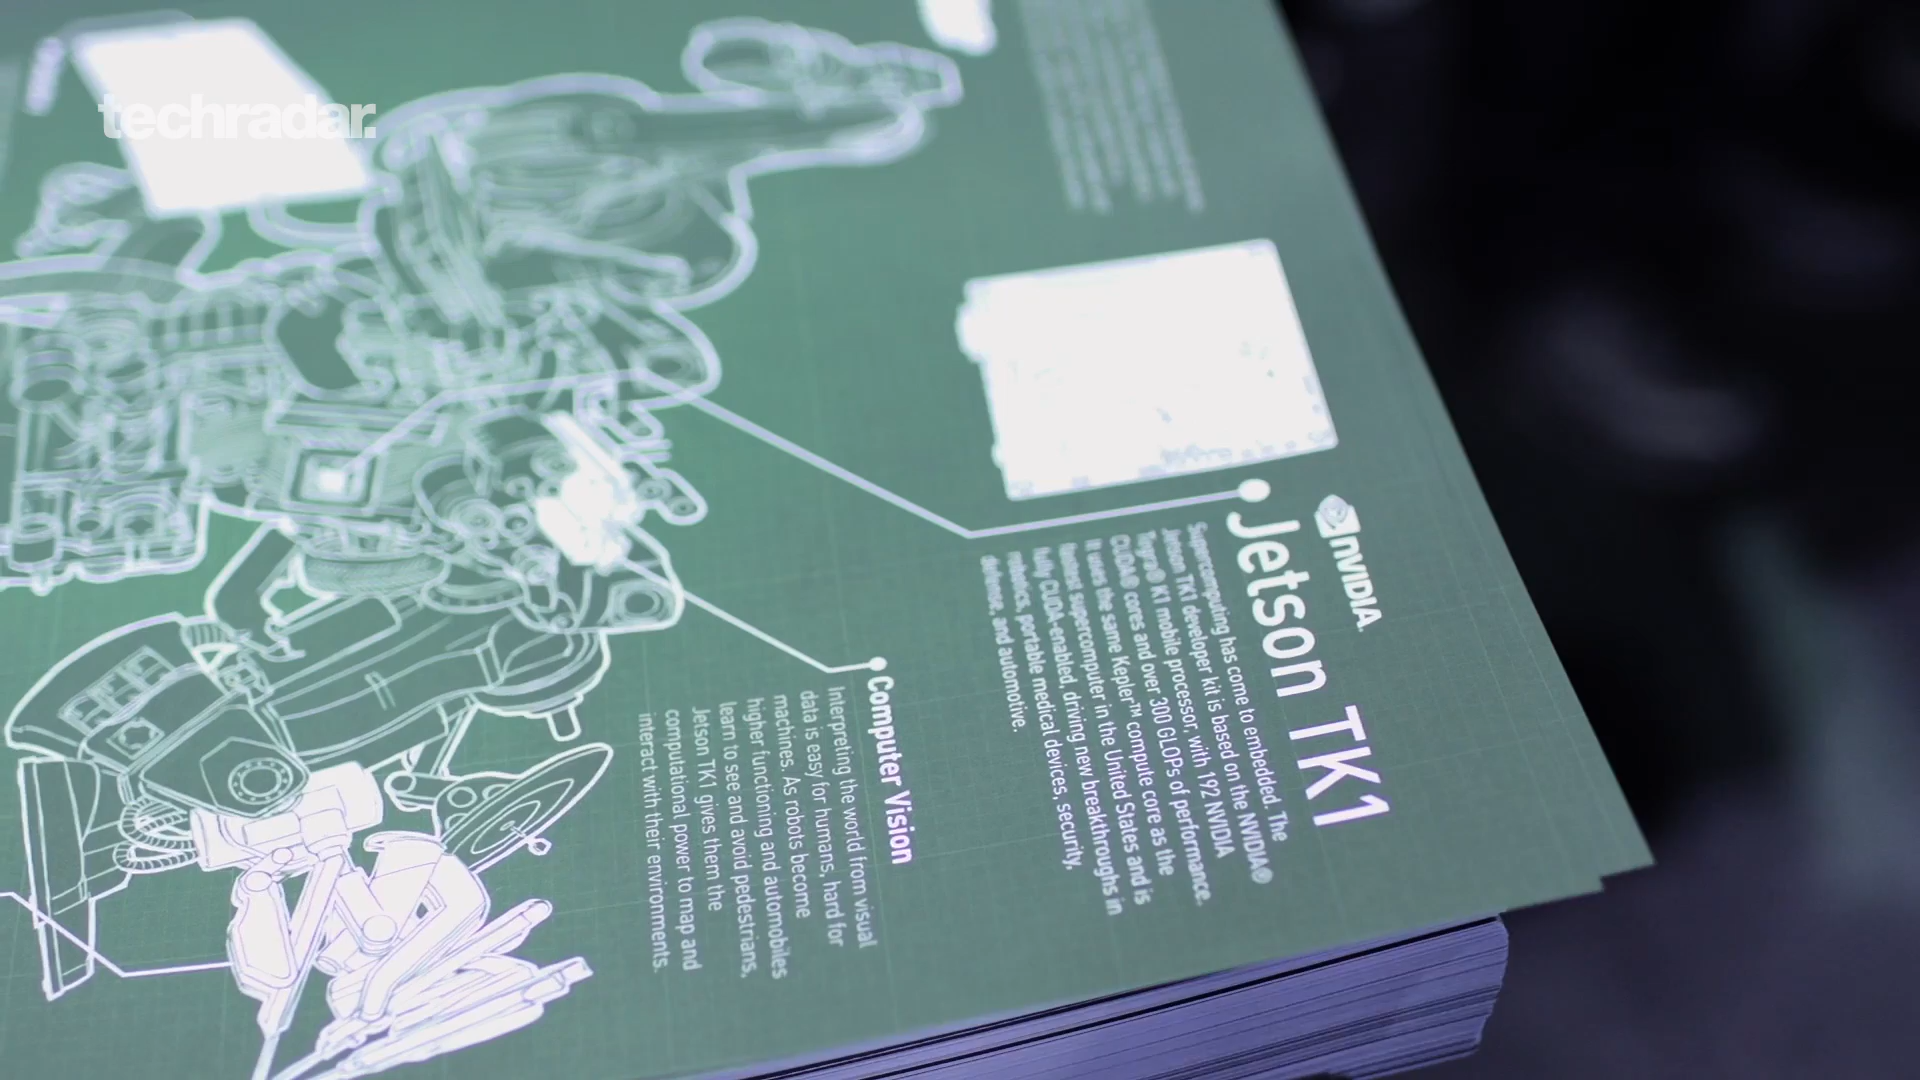 techradar.
NVIDIA.
Jetson TK1
Supercomputing has come to embedded. The
Jetson TK1 developer kit is based on the NVIDIA®
Tegra® K1 mobile processor, with 192 NVIDIA
CUDA® cores and over 300 GLOPs of performance.
It uses the same Kepler™ compute core as the
fastest supercomputer in the United States and is
fully CUDA-enabled, driving new breakthroughs in
robotics, portable medical devices, security,
defense, and automotive.
Computer Vision
Interpreting the world from visual
data is easy for humans, hard for
machines. As robots become
higher functioning and automobiles
learn to see and avoid pedestrians,
Jetson TK1 gives them the
computational power to map and
interact with their environments.